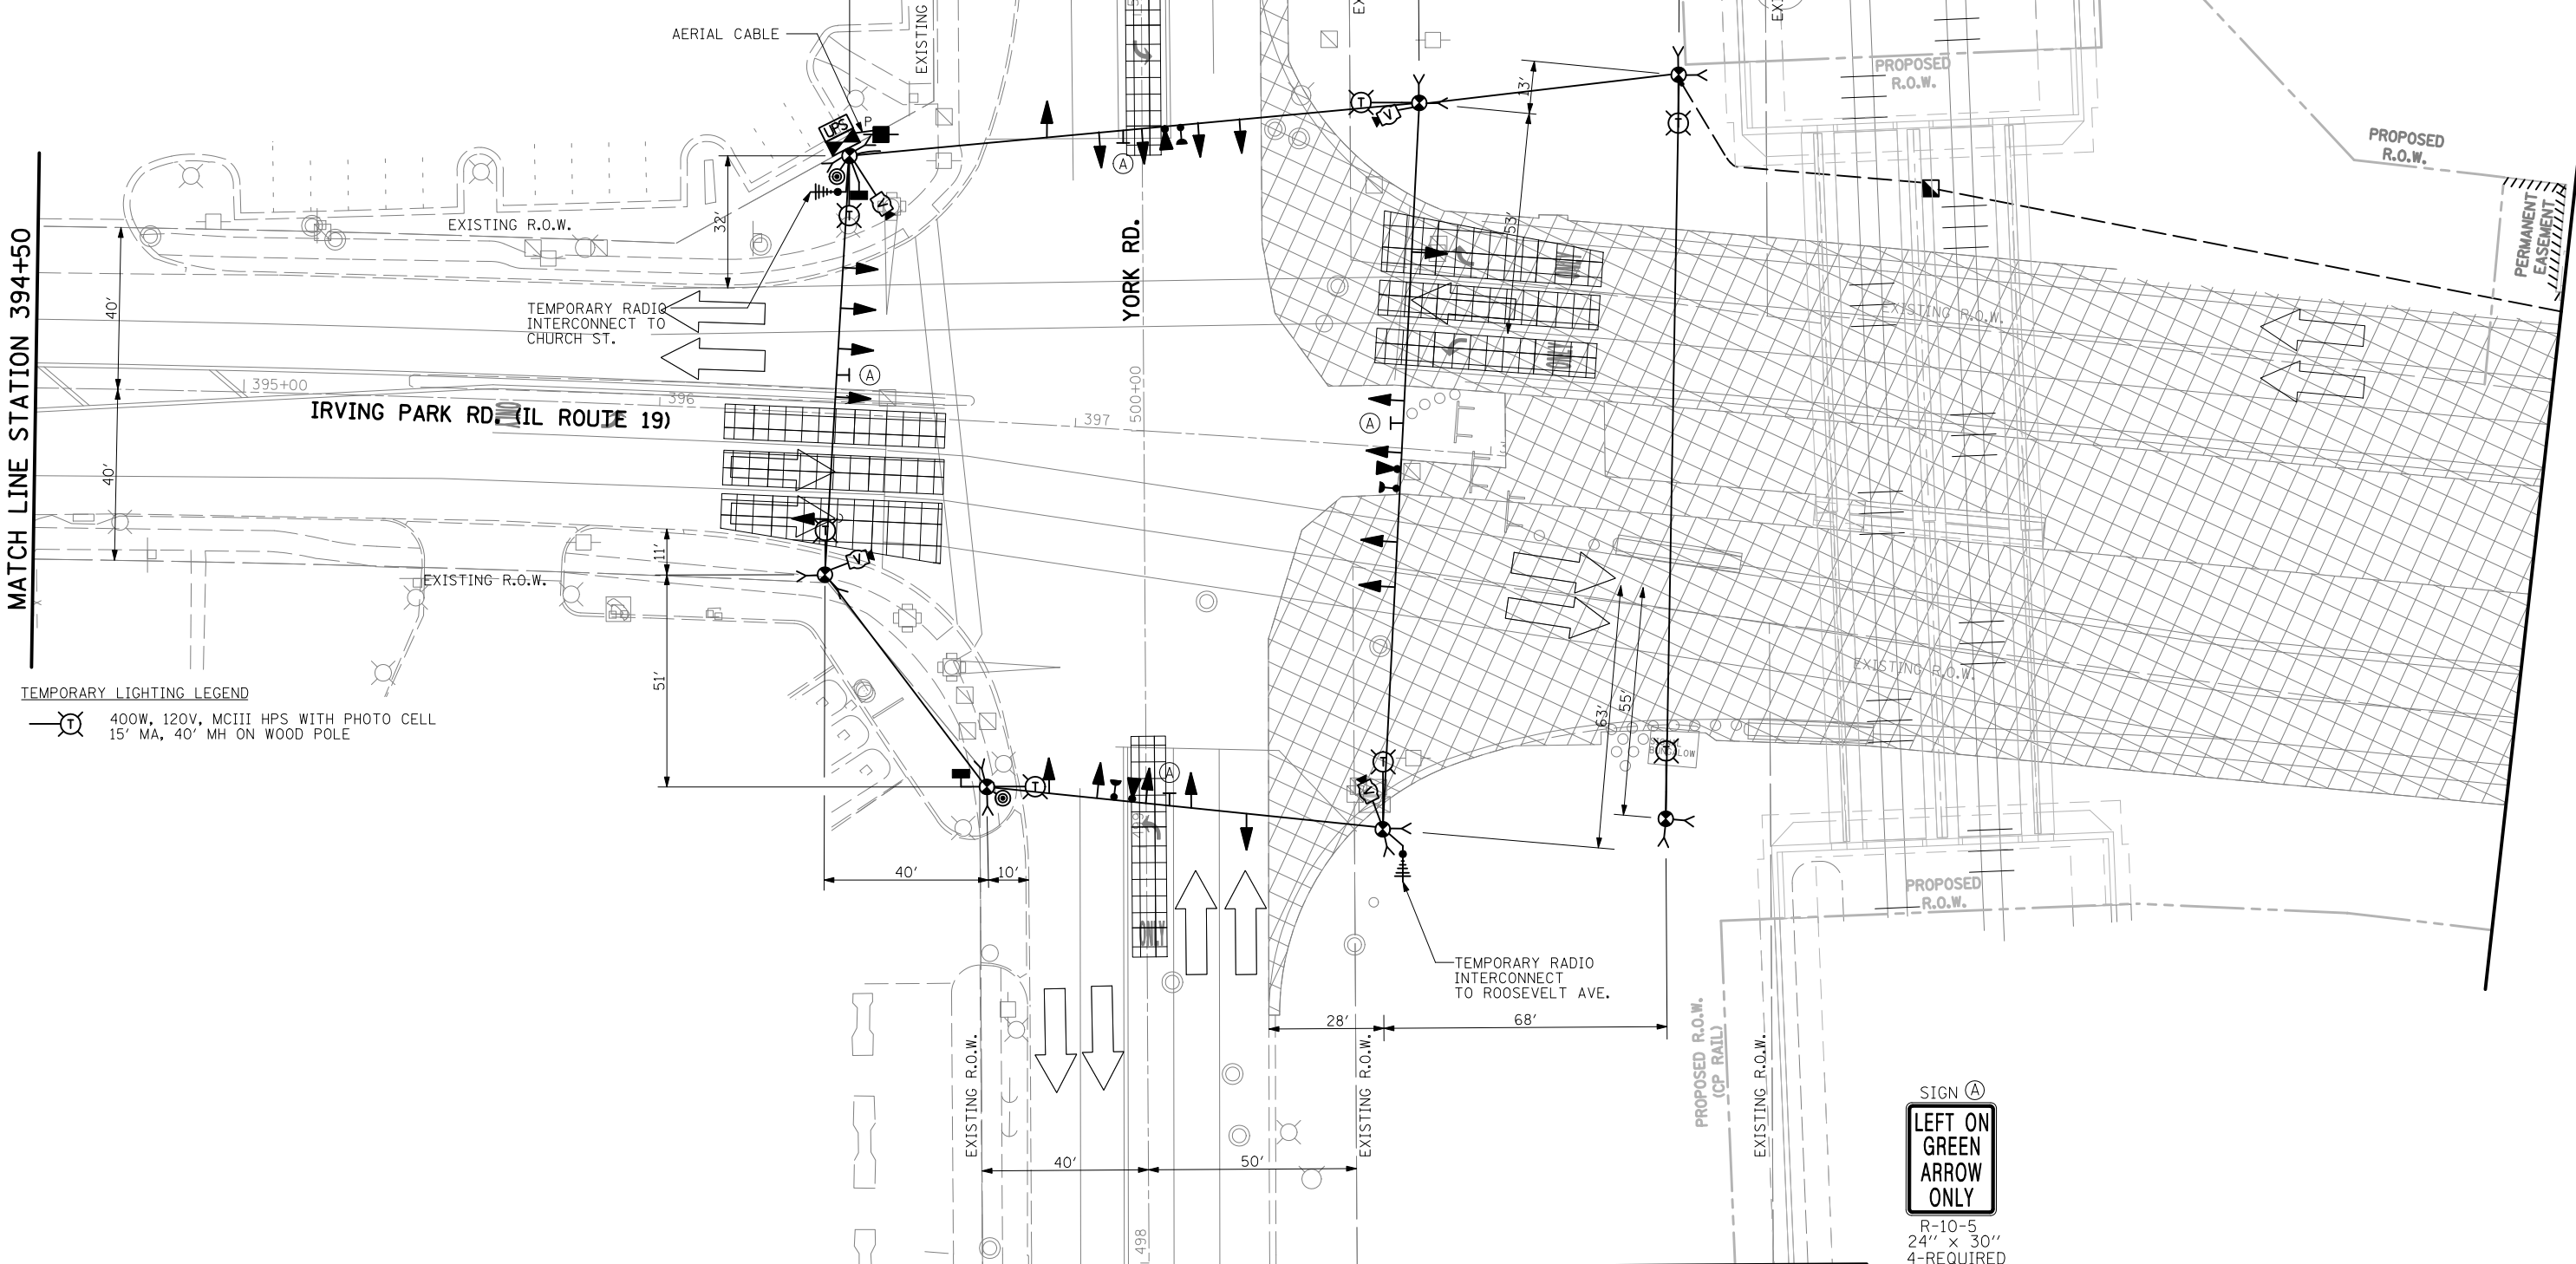 AERIAL CABLE
EXISTING
UPS
P
T
T
T
V
V
A
13'
53'
32'
40'
40'
11'
51'
YORK RD.
500+00
PROPOSED
R.O.W.
PROPOSED
R.O.W.
PERMANENT
EASEMENT
EXISTING R.O.W.
MATCH LINE STATION 394+50
TEMPORARY RADIO
INTERCONNECT TO
CHURCH ST.
395+00
396
397
IRVING PARK RD. (IL ROUTE 19)
A
A
ONLY
ONLY
EXISTING R.O.W.
EXISTING R.O.W.
T
V
EXISTING R.O.W.
TEMPORARY LIGHTING LEGEND
T
400W, 120V, MCIII HPS WITH PHOTO CELL
15' MA, 40' MH ON WOOD POLE
63'
55'
T
A
T
V
T
BUNGALOW
40'
10'
ONLY
PROPOSED
R.O.W.
TEMPORARY RADIO
INTERCONNECT
TO ROOSEVELT AVE.
28'
68'
EXISTING R.O.W.
EXISTING R.O.W.
PROPOSED R.O.W.
(CP RAIL)
EXISTING R.O.W.
40'
50'
498
SIGN A
LEFT ON
GREEN
ARROW
ONLY
R-10-5
24" x 30"
4-REQUIRED